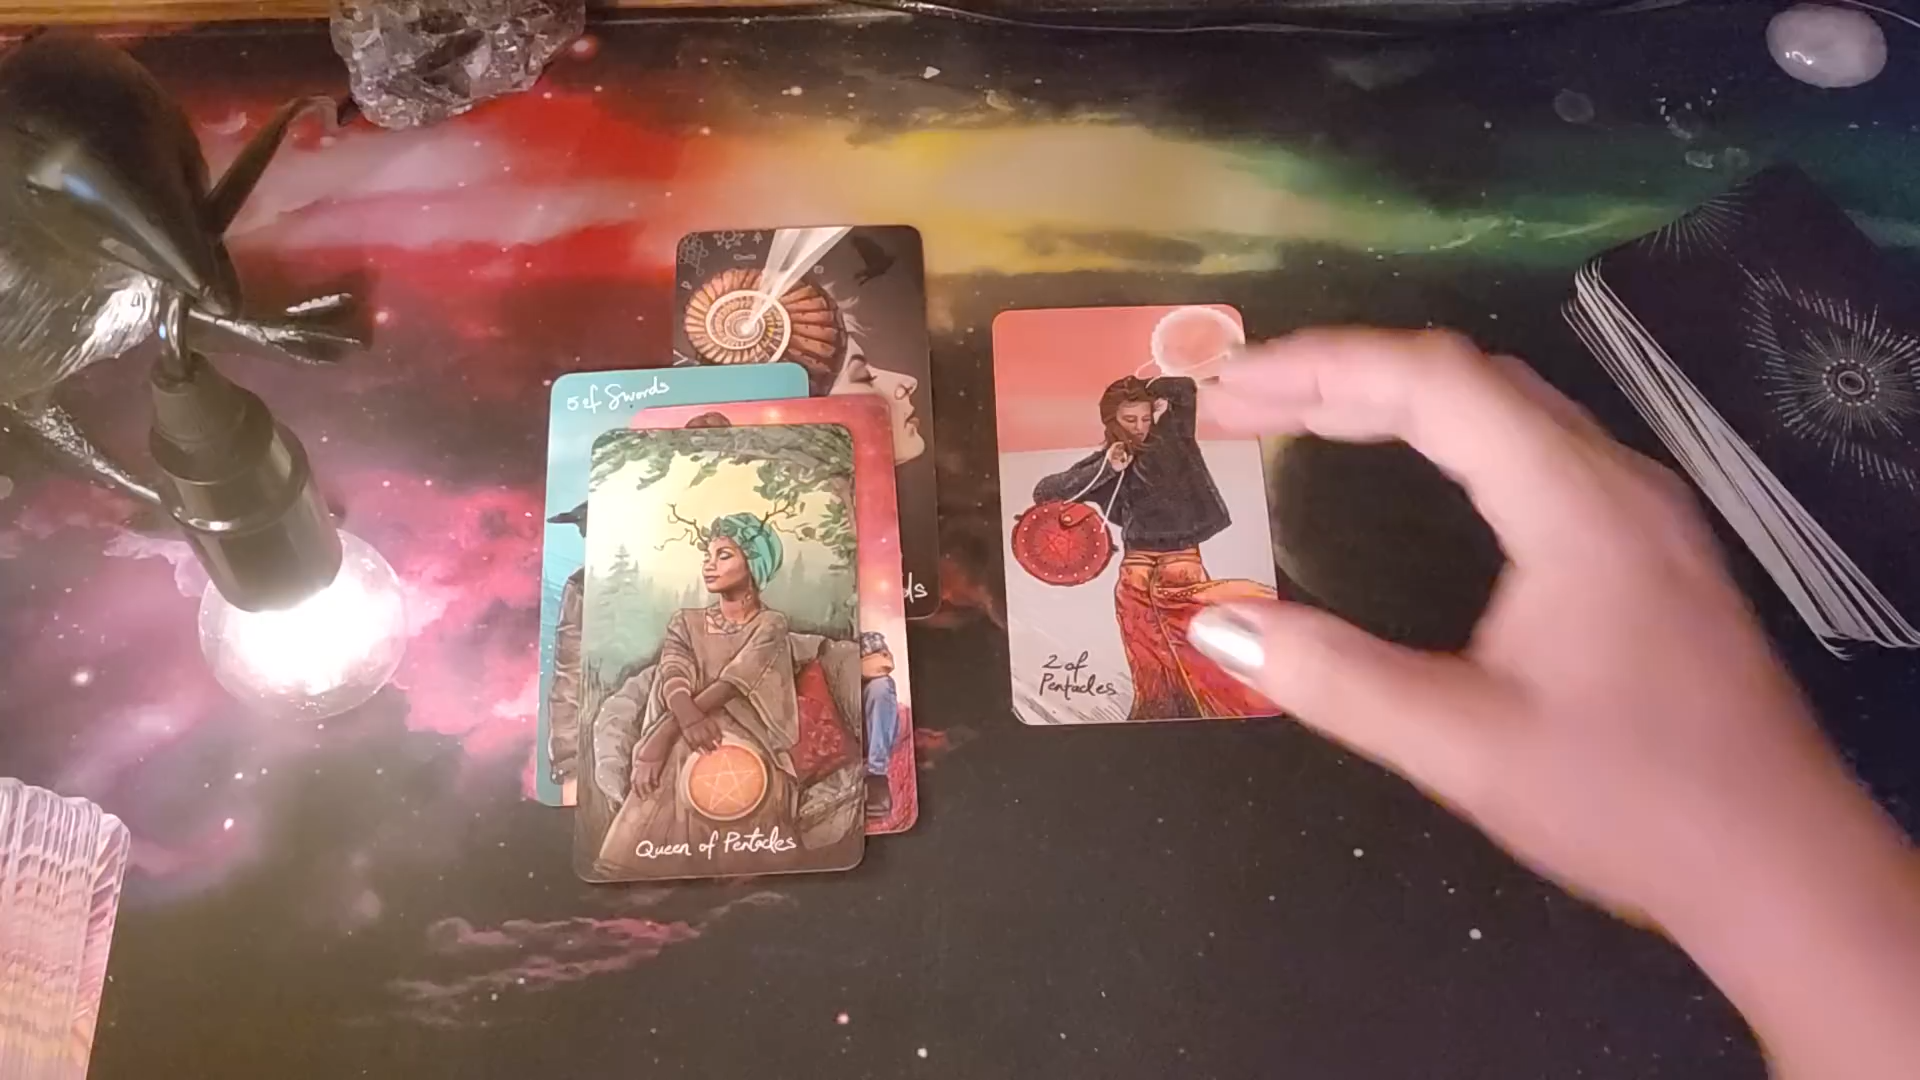 5 of Swords
Queen of Pentacles
2 of
Pentacles